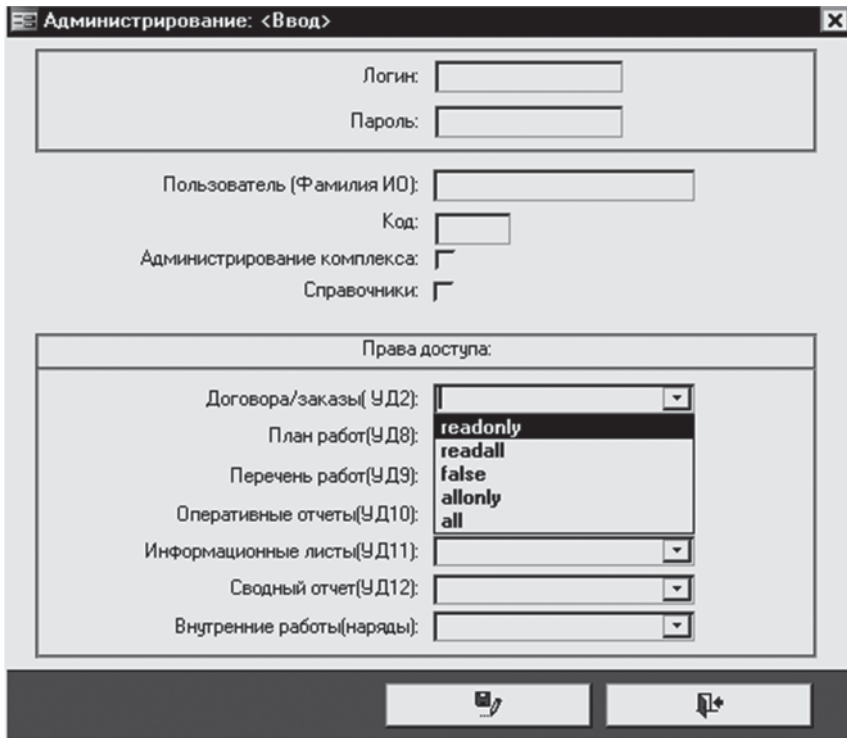 Администрирование: <Ввод>
Логин:
Пароль:
Пользователь (Фамилия ИО):
Код:
Администрирование комплекса:
Справочники:
Права доступа:
Договора/заказы( УД2):
readonly
readall
false
allonly
all
План работ(УД8):
Перечень работ(УД9):
Оперативные отчеты(УД10):
Информационные листы(УД11):
Сводный отчет(УД12):
Внутренние работы(наряды):